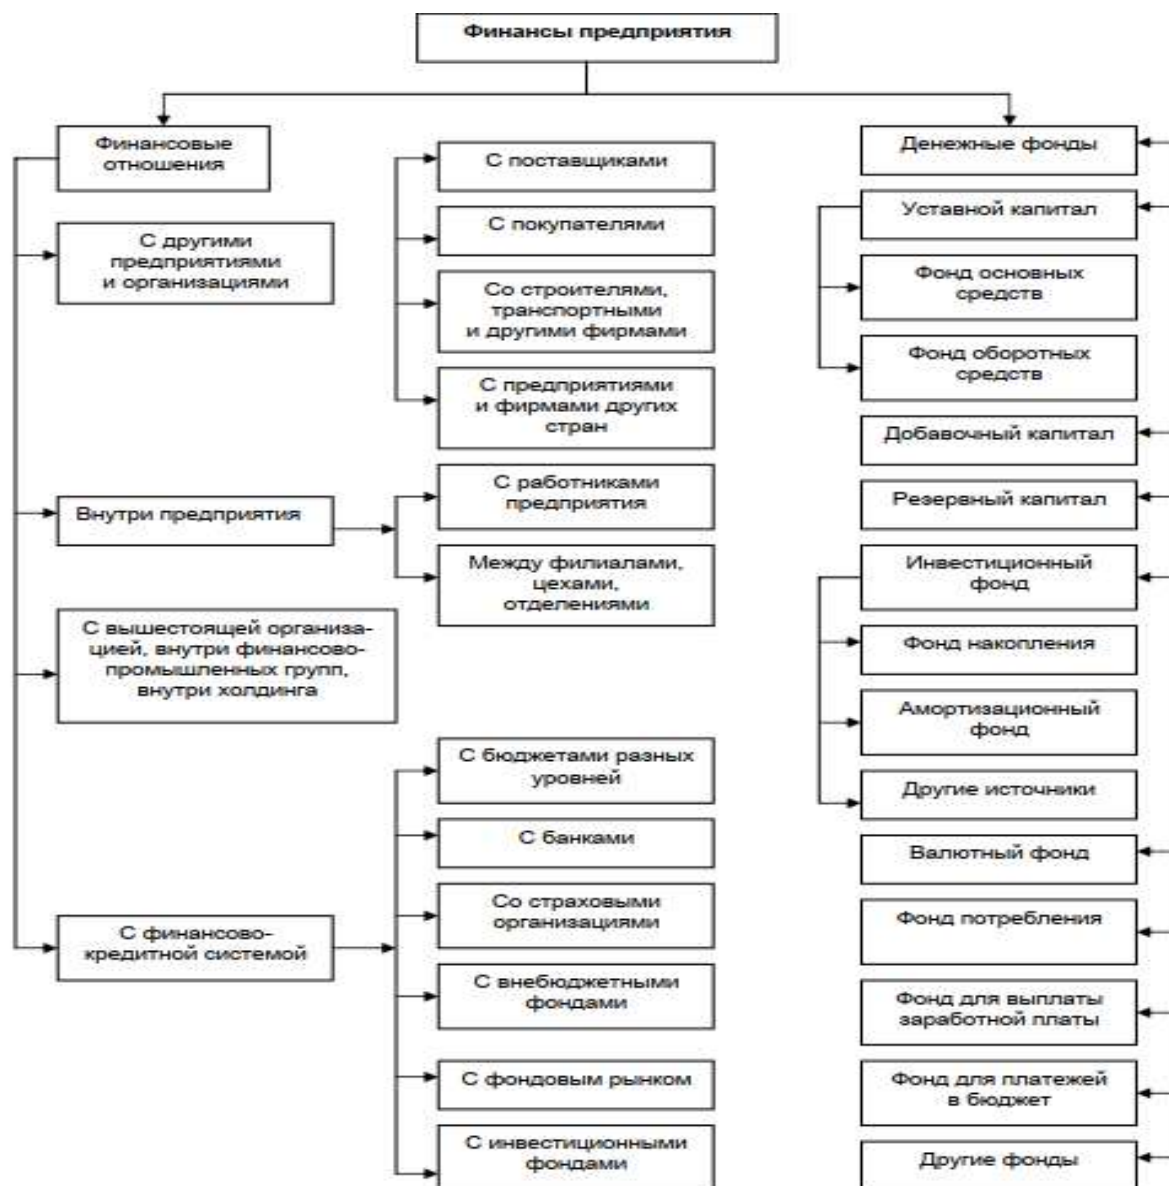 Финансы предприятия
Финансовые
отношения
С другими
предприятиями
и организациями
С поставщиками
С покупателями
Со строителями,
транспортными
и другими фирмами
С предприятиями
и фирмами других
стран
Внутри предприятия
С работниками
предприятия
Между филиалами,
цехами,
отделениями
С вышестоящей организа-
цией, внутри финансово-
промышленных групп,
внутри холдинга
С финансово-
кредитной системой
С бюджетами разных
уровней
С банками
Со страховыми
организациями
С внебюджетными
фондами
С фондовым рынком
С инвестиционными
фондами
Денежные фонды
Уставной капитал
Фонд основных
средств
Фонд оборотных
средств
Добавочный капитал
Резервный капитал
Инвестиционный
фонд
Фонд накопления
Амортизационный
фонд
Другие источники
Валютный фонд
Фонд потребления
Фонд для выплаты
заработной платы
Фонд для платежей
в бюджет
Другие фонды